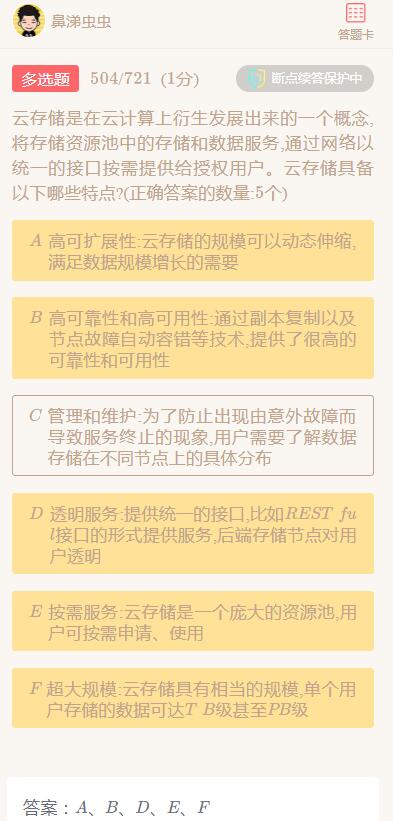 鼻涕虫虫
答题卡
多选题 504/721 (1分) 断点续答保护中
云存储是在云计算上衍生发展出来的一个概念,
将存储资源池中的存储和数据服务,通过网络以
统一的接口按需提供给授权用户。云存储具备
以下哪些特点?(正确答案的数量:5个)
A 高可扩展性:云存储的规模可以动态伸缩,
满足数据规模增长的需要
B 高可靠性和高可用性:通过副本复制以及
节点故障自动容错等技术,提供了很高的
可靠性和可用性
C 管理和维护:为了防止出现由意外故障而
导致服务终止的现象,用户需要了解数据
存储在不同节点上的具体分布
D 透明服务:提供统一的接口,比如REST fu
l接口的形式提供服务,后端存储节点对用
户透明
E 按需服务:云存储是一个庞大的资源池,用
户可按需申请、使用
F 超大规模:云存储具有相当的规模,单个用
户存储的数据可达T B级甚至PB级
答案：A、B、D、E、F